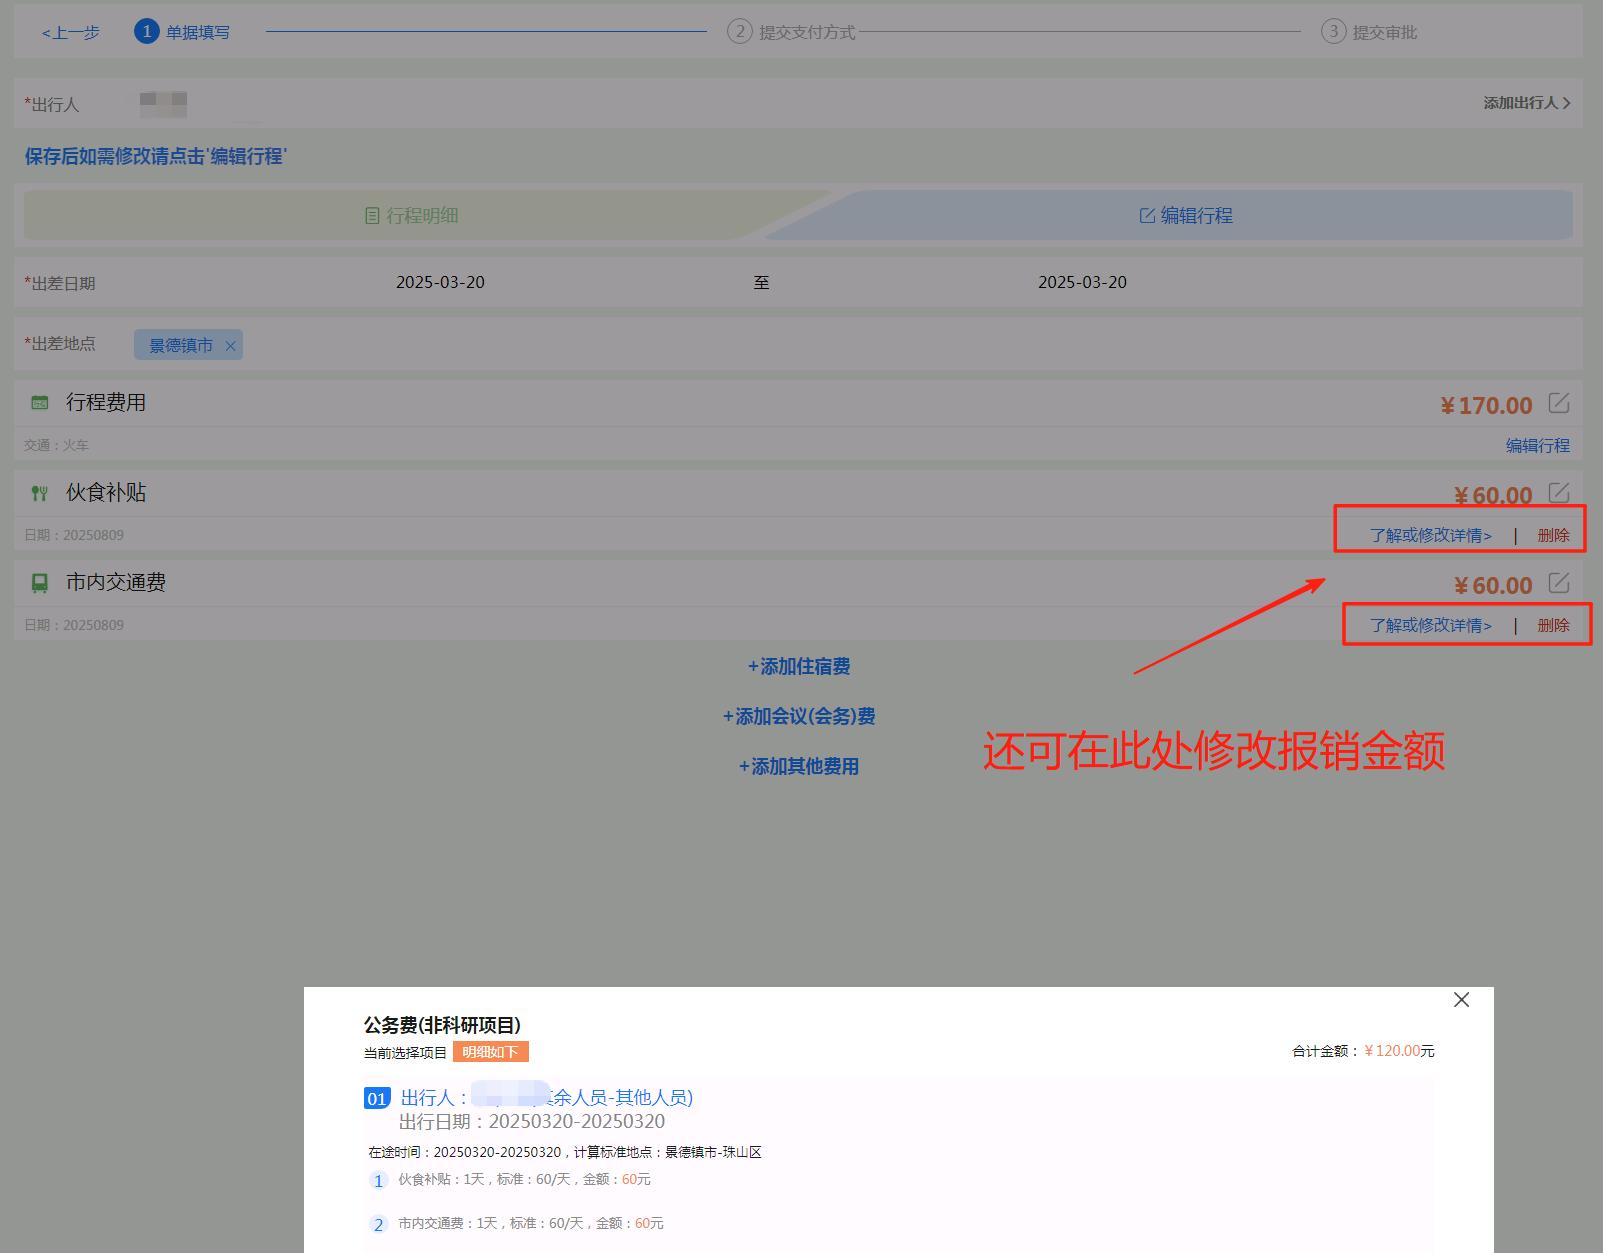 <上一步 1 单据填写 2 提交支付方式 3 提交审批
*出行人 添加出行人
保存后如需修改请点击'编辑行程'
行程明细 编辑行程
*出差日期 2025-03-20 至 2025-03-20
*出差地点 景德镇市 ×
行程费用 ¥170.00
交通：火车 编辑行程
伙食补贴 ¥60.00
日期：20250809 了解或修改详情> | 删除
市内交通费 ¥60.00
日期：20250809 了解或修改详情> | 删除
+添加住宿费
+添加会议(会务)费
还可在此处修改报销金额
+添加其他费用
公务费(非科研项目)
当前选择项目 明细如下 合计金额：¥120.00元
01 出行人： 余人员-其他人员)
出行日期：20250320-20250320
在途时间：20250320-20250320，计算标准地点：景德镇市-珠山区
1 伙食补贴：1天，标准：60/天，金额：60元
2 市内交通费：1天，标准：60/天，金额：60元